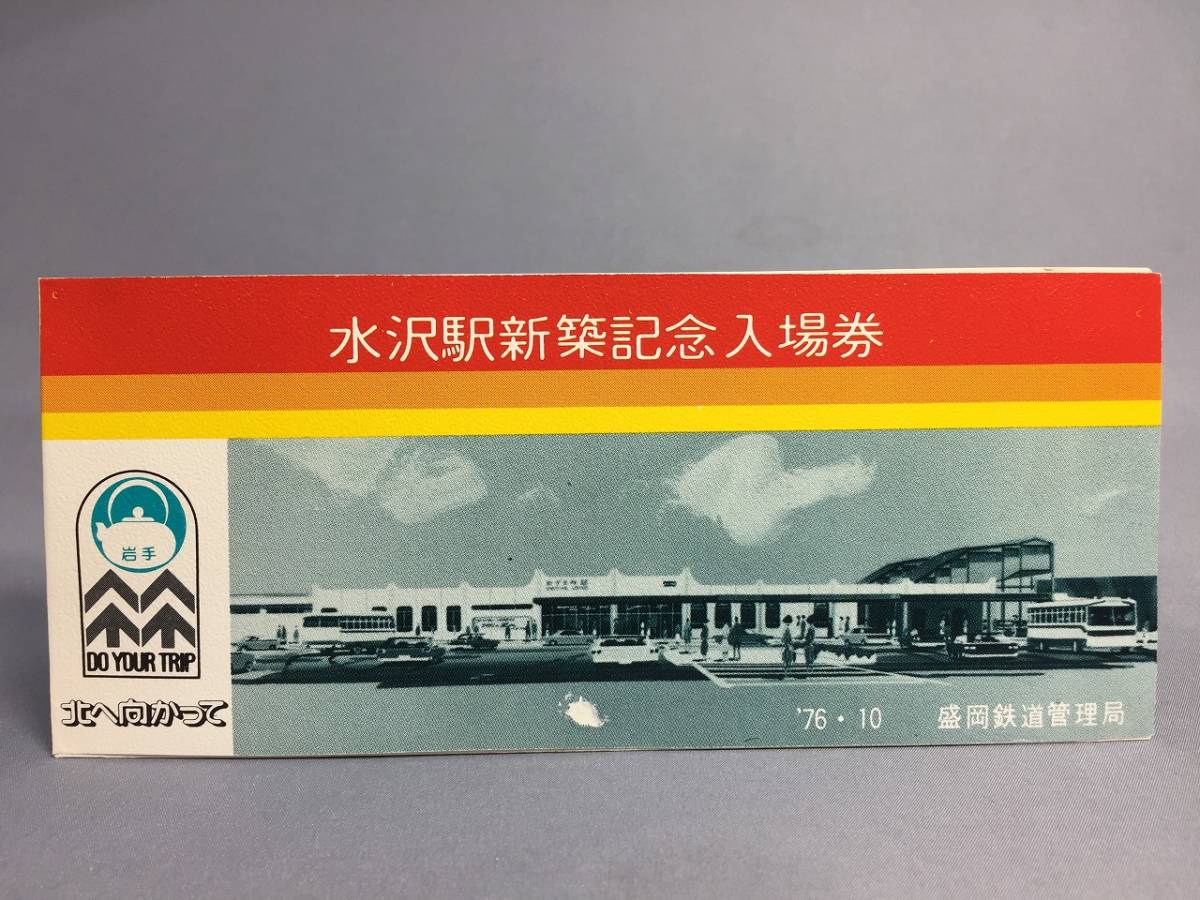 水沢駅新築記念入場券
岩手
DO YOUR TRIP
北へ向かって
'76・10 盛岡鉄道管理局